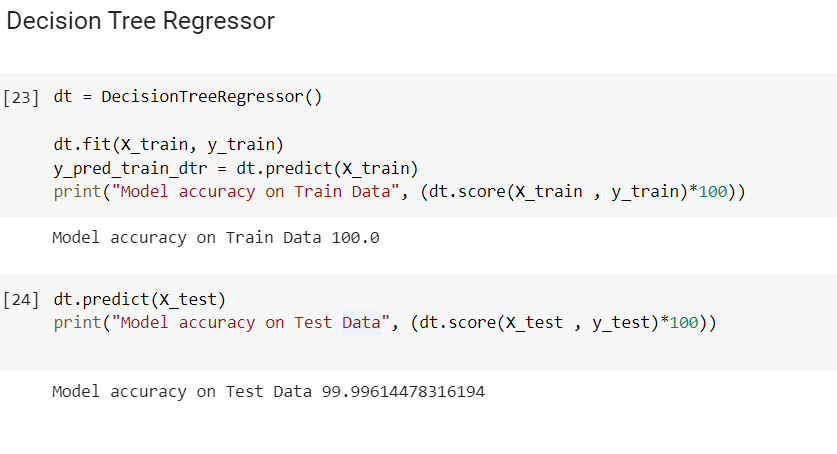 Decision Tree Regressor
[23] dt = DecisionTreeRegressor()
dt.fit(X_train, y_train)
y_pred_train_dtr = dt.predict(X_train)
print("Model accuracy on Train Data", (dt.score(X_train , y_train)*100))
Model accuracy on Train Data 100.0
[24] dt.predict(X_test)
print("Model accuracy on Test Data", (dt.score(X_test , y_test)*100))
Model accuracy on Test Data 99.99614478316194